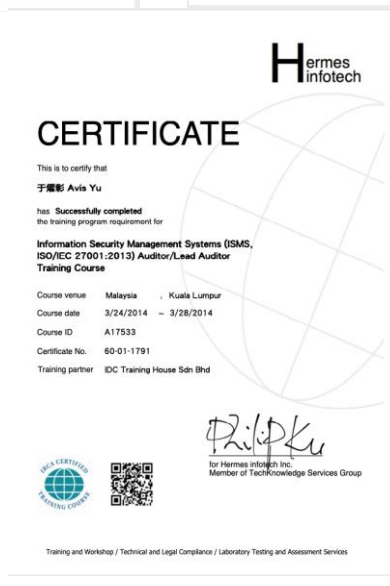 Hermes
infotech
CERTIFICATE
This is to certify that
于燿彰 Avis Yu
has Successfully completed
the training program requirement for
Information Security Management Systems (ISMS,
ISO/IEC 27001:2013) Auditor/Lead Auditor
Training Course
Course venue Malaysia , Kuala Lumpur
Course date 3/24/2014 ~ 3/28/2014
Course ID A17533
Certificate No. 60-01-1791
Training partner IDC Training House Sdn Bhd
Philip Ku
for Hermes infotech Inc.
Member of TechKnowledge Services Group
IRCA CERTIFIED
TRAINING COURSE
Training and Workshop / Technical and Legal Compliance / Laboratory Testing and Assessment Services